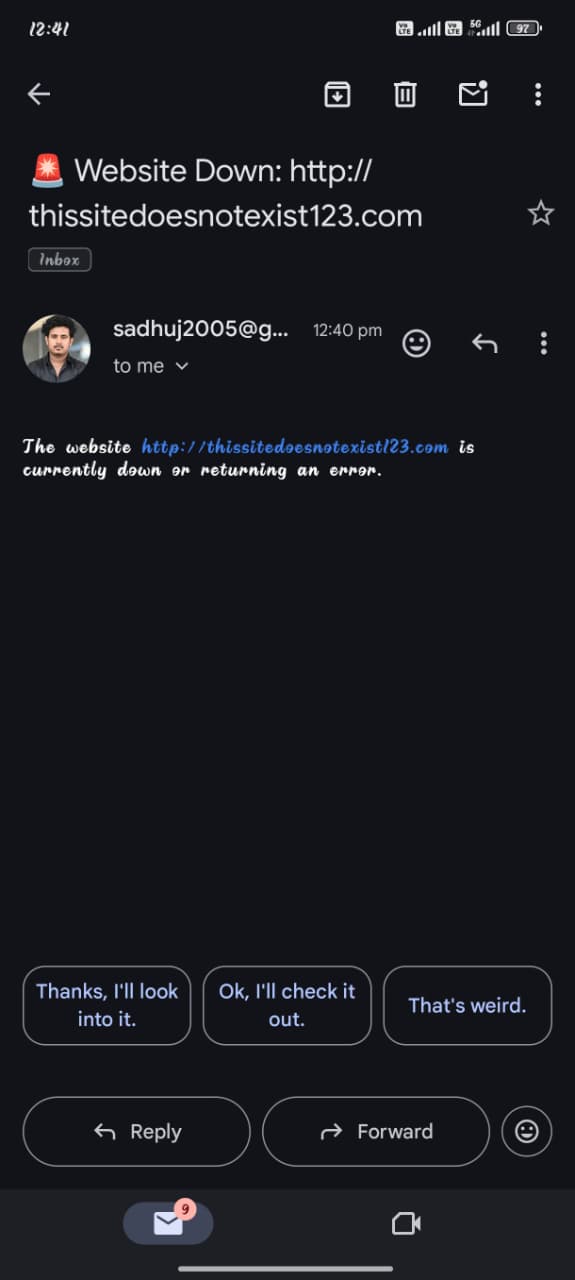 12:41
Vo LTE Vo LTE 5G 97
🚨 Website Down: http://
thissitedoesnotexist123.com
Inbox
sadhuj2005@g... 12:40 pm
to me
The website http://thissitedoesnotexist123.com is
currently down or returning an error.
Thanks, I'll look
into it.
Ok, I'll check it
out.
That's weird.
Reply
Forward
9